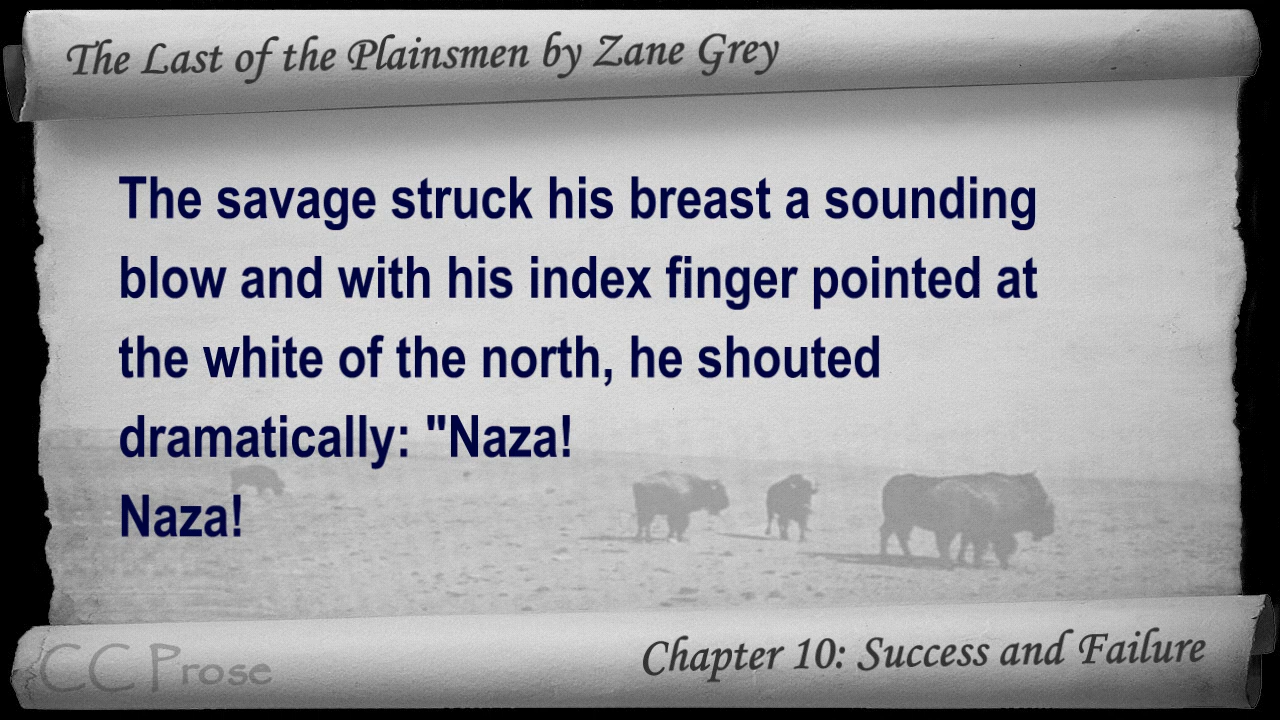 The Last of the Plainsmen by Zane Grey
The savage struck his breast a sounding
blow and with his index finger pointed at
the white of the north, he shouted
dramatically: "Naza!
Naza!
CC Prose
Chapter 10: Success and Failure